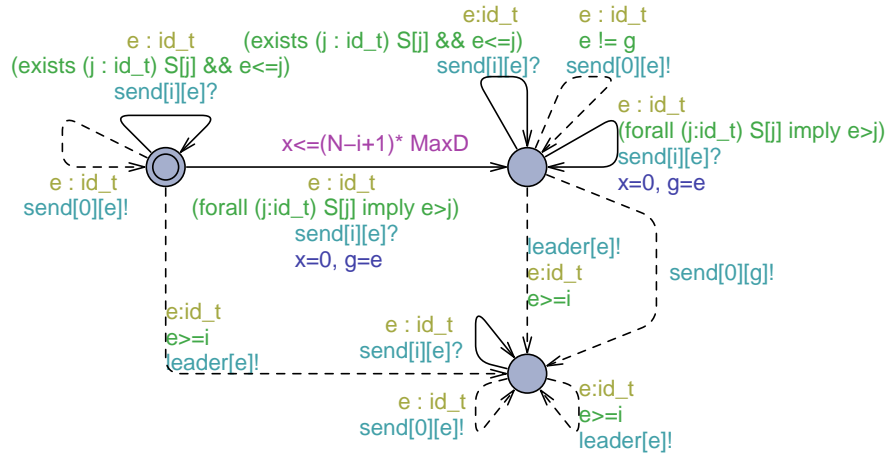 e : id_t
(exists (j : id_t) S[j] && e<=j)
send[i][e]?
e:id_t
(exists (j : id_t) S[j] && e<=j)
send[i][e]?
e : id_t
e != g
send[0][e]!
e : id_t
(forall (j:id_t) S[j] imply e>j)
send[i][e]?
x=0, g=e
x<=(N−i+1)* MaxD
e : id_t
send[0][e]!
e : id_t
(forall (j:id_t) S[j] imply e>j)
send[i][e]?
x=0, g=e
leader[e]!
e:id_t
e>=i
send[0][g]!
e:id_t
e>=i
leader[e]!
e : id_t
send[i][e]?
e : id_t
send[0][e]!
e:id_t
e>=i
leader[e]!